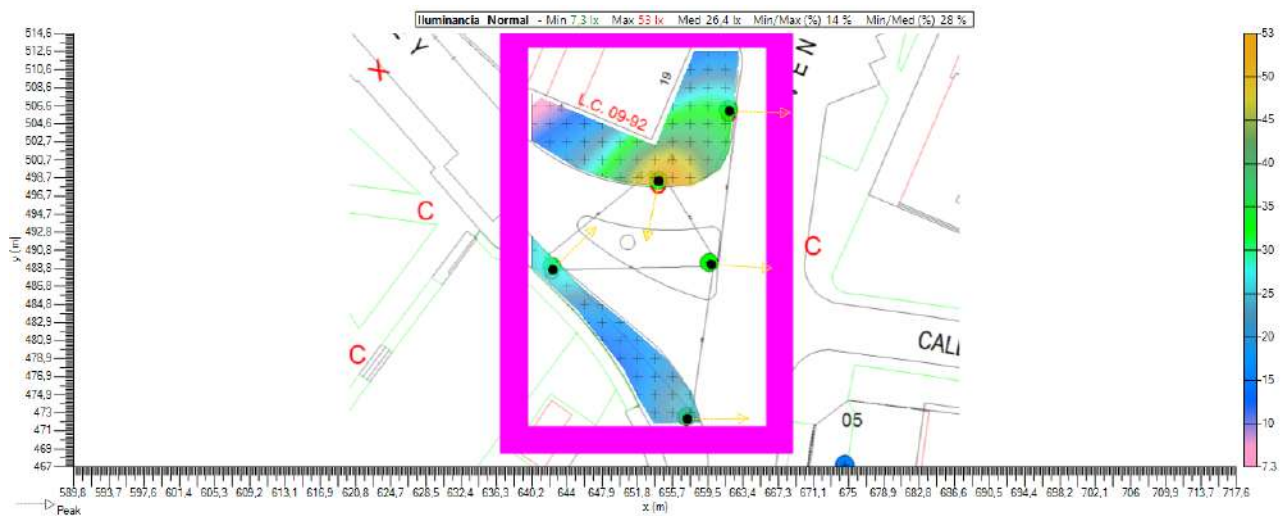 Iluminancia Normal - Min 7,3 lx Max 53 lx Med 26,4 lx Min/Max (%) 14 % Min/Med (%) 28 %
514,6
512,6
510,6
508,6
506,6
504,6
502,7
500,7
498,7
496,7
494,7
492,7
490,8
488,8
486,8
484,8
482,9
480,9
478,9
476,9
474,9
473
471
469
467
y (m)
Y
X
19
JEN
L.C. 09-92
C
C
C
CALL
05
53
50
45
40
35
30
25
20
15
10
7,3
589,8 593,7 597,6 601,4 605,3 609,2 613,1 616,9 620,8 624,7 628,5 632,4 636,3 640,2 644 647,9 651,8 655,7 659,5 663,4 667,3 671,1 675 678,9 682,8 686,6 690,5 694,4 698,2 702,1 706 709,9 713,7 717,6
x (m)
Peak